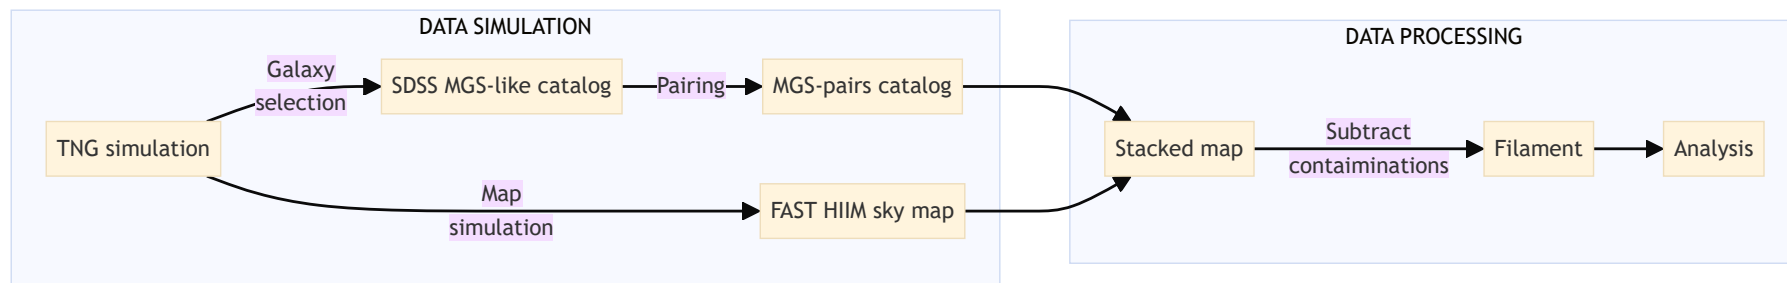 DATA SIMULATION
Galaxy
selection
SDSS MGS-like catalog
Pairing
MGS-pairs catalog
TNG simulation
Map
simulation
FAST HIIM sky map
DATA PROCESSING
Stacked map
Subtract
contaiminations
Filament
Analysis